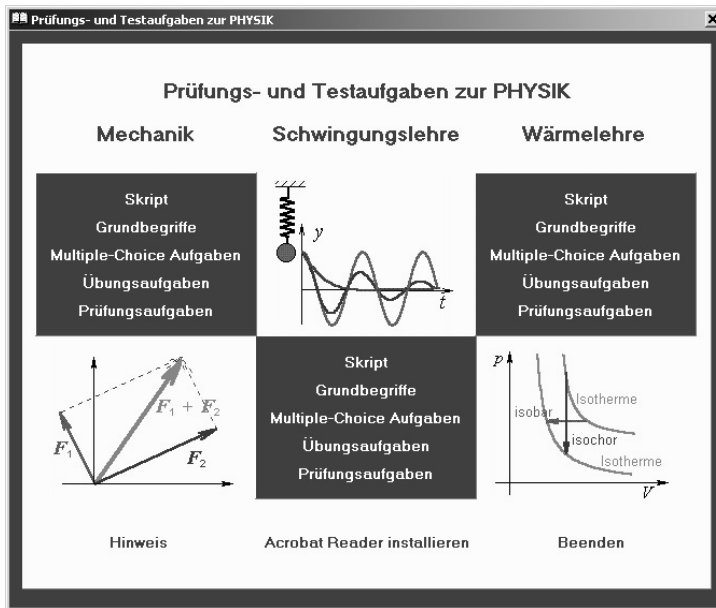 Prüfungs- und Testaufgaben zur PHYSIK
Prüfungs- und Testaufgaben zur PHYSIK
Mechanik Schwingungslehre Wärmelehre
Skript
Grundbegriffe
Multiple-Choice Aufgaben
Übungsaufgaben
Prüfungsaufgaben
y
t
Skript
Grundbegriffe
Multiple-Choice Aufgaben
Übungsaufgaben
Prüfungsaufgaben
F1
F1 + F2
F2
Skript
Grundbegriffe
Multiple-Choice Aufgaben
Übungsaufgaben
Prüfungsaufgaben
p
Isotherme
isobar
isochor
Isotherme
V
Hinweis Acrobat Reader installieren Beenden